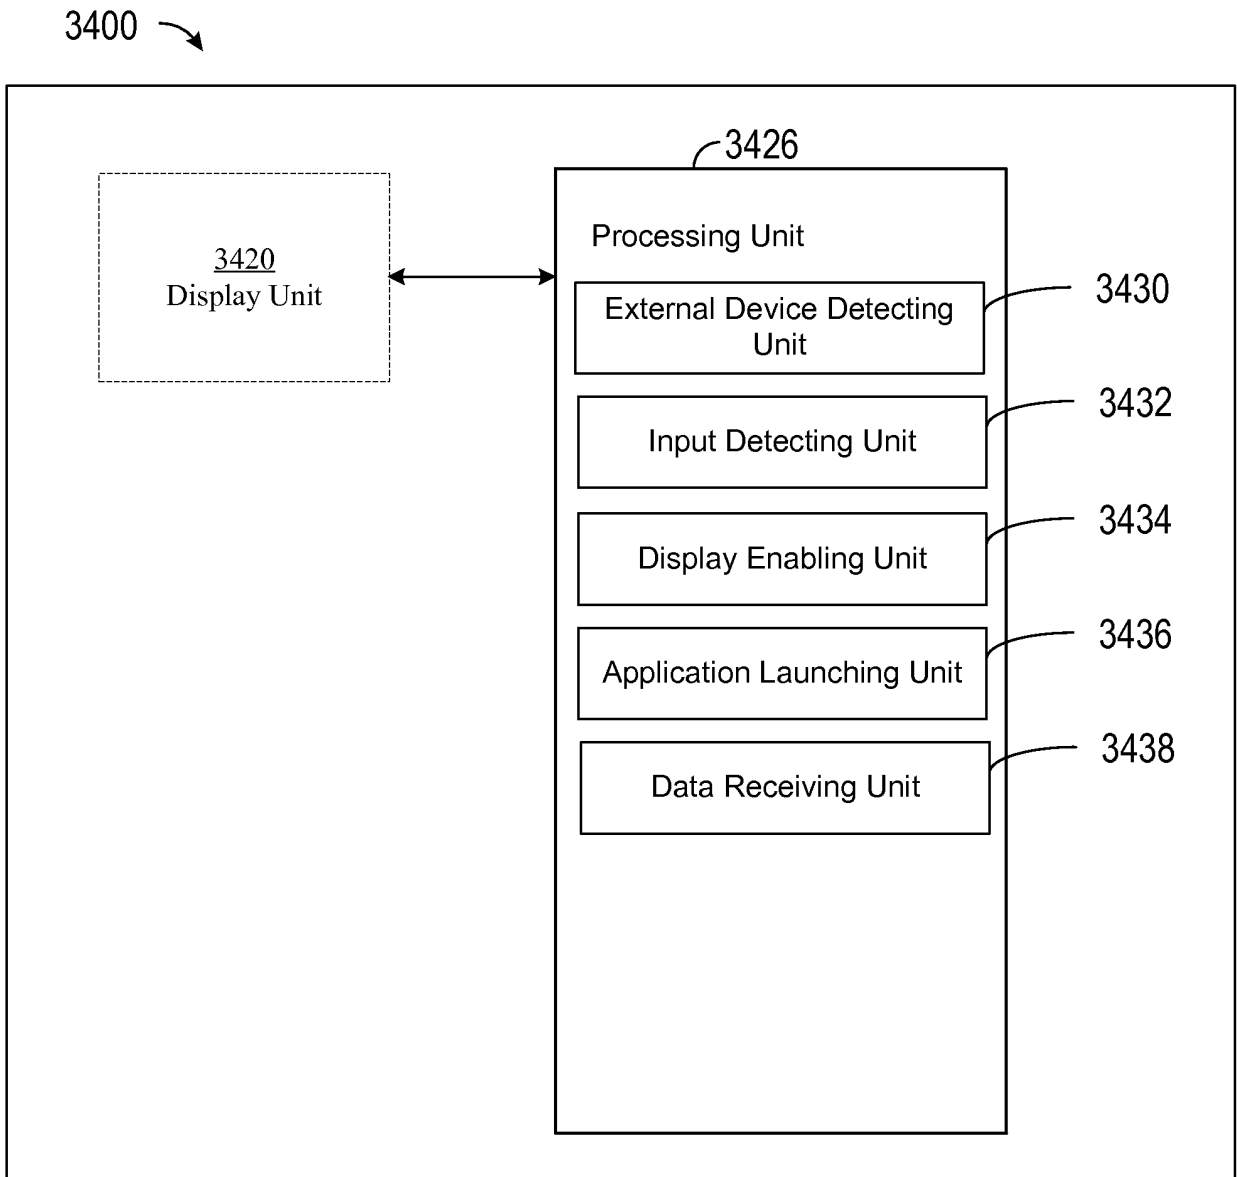 3400
3426
3420
Display Unit
Processing Unit
External Device Detecting
Unit
3430
Input Detecting Unit
3432
Display Enabling Unit
3434
Application Launching Unit
3436
Data Receiving Unit
3438